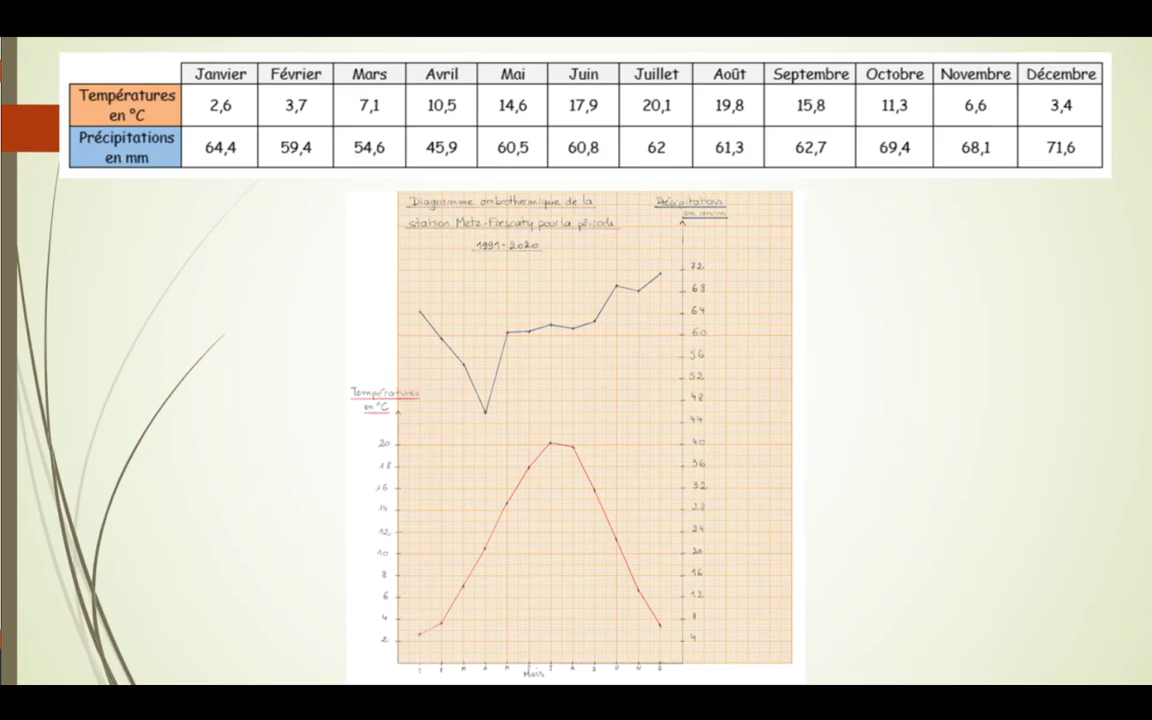 Janvier Février Mars Avril Mai Juin Juillet Août Septembre Octobre Novembre Décembre
Températures
en °C
2,6 3,7 7,1 10,5 14,6 17,9 20,1 19,8 15,8 11,3 6,6 3,4
Précipitations
en mm
64,4 59,4 54,6 45,9 60,5 60,8 62 61,3 62,7 69,4 68,1 71,6
Diagramme ombrothermique de la
station Metz-Frescaty pour la période
1991-2020
Précipitations
en mm
72
68
64
60
56
52
48
44
40
36
32
28
24
20
16
12
8
4
Températures
en °C
20
18
16
14
12
10
8
6
4
2
J F M A M J J A S O N D
Mois